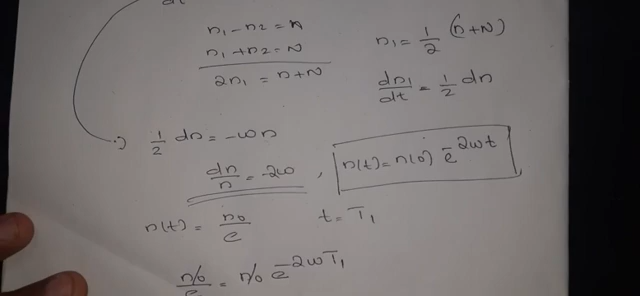 dt
n₁ - n₂ = n
n₁ + n₂ = N
2n₁ = n + N
n₁ = 1/2 (n + N)
dn₁/dt = 1/2 dn
1/2 dn = -ωn
dn/n = -2ω , n(t) = n(0) e^-2ωt
n(t) = n₀/e t = T₁
n₀/e = n₀ e^-2ωT₁